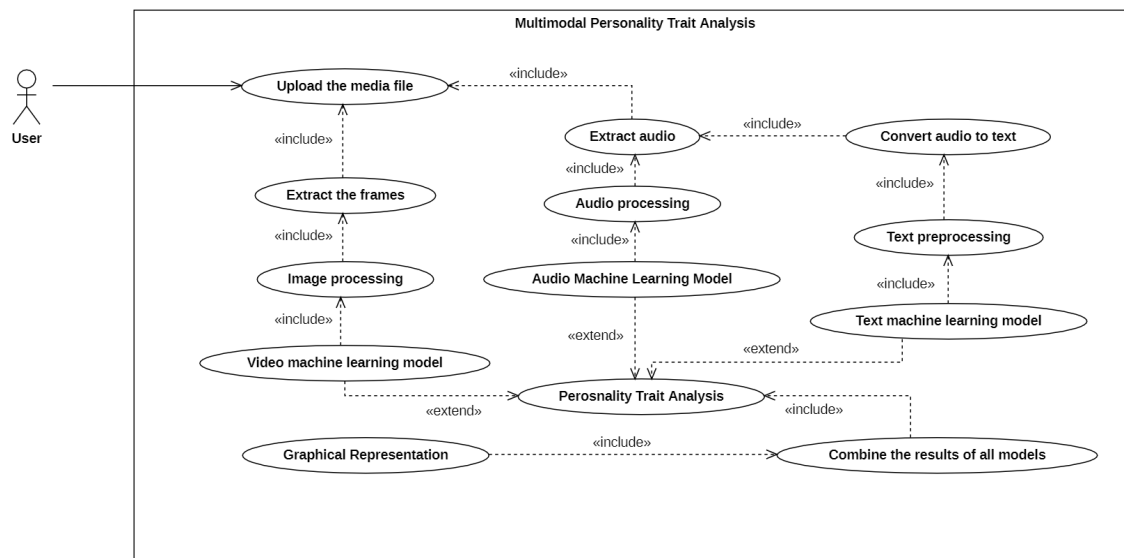 Multimodal Personality Trait Analysis
«include»
Upload the media file
User
«include»
Extract audio
«include»
Convert audio to text
«include»
«include»
Extract the frames
«include»
Audio processing
«include»
«include»
Text preprocessing
Image processing
Audio Machine Learning Model
«include»
«include»
Text machine learning model
«extend»
«extend»
Video machine learning model
«extend»
Perosnality Trait Analysis
«include»
Graphical Representation
«include»
Combine the results of all models